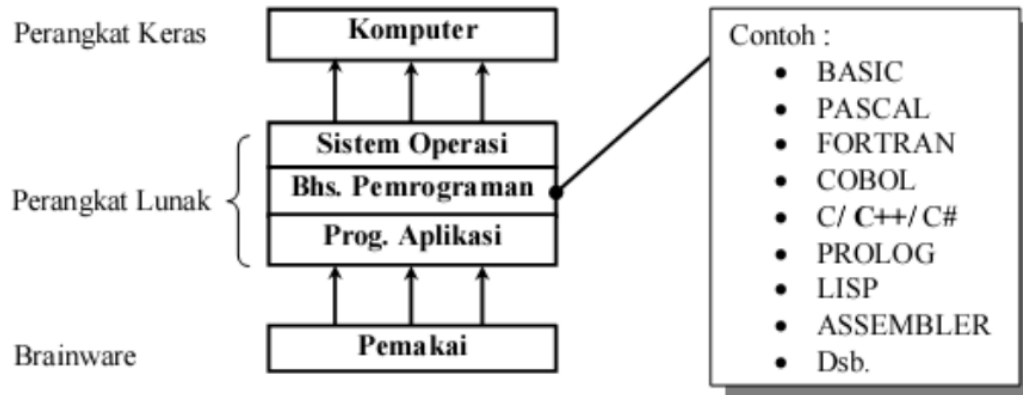 Perangkat Keras
Komputer
Perangkat Lunak
Sistem Operasi
Bhs. Pemrograman
Prog. Aplikasi
Brainware
Pemakai
Contoh :
• BASIC
• PASCAL
• FORTRAN
• COBOL
• C/ C++/ C#
• PROLOG
• LISP
• ASSEMBLER
• Dsb.